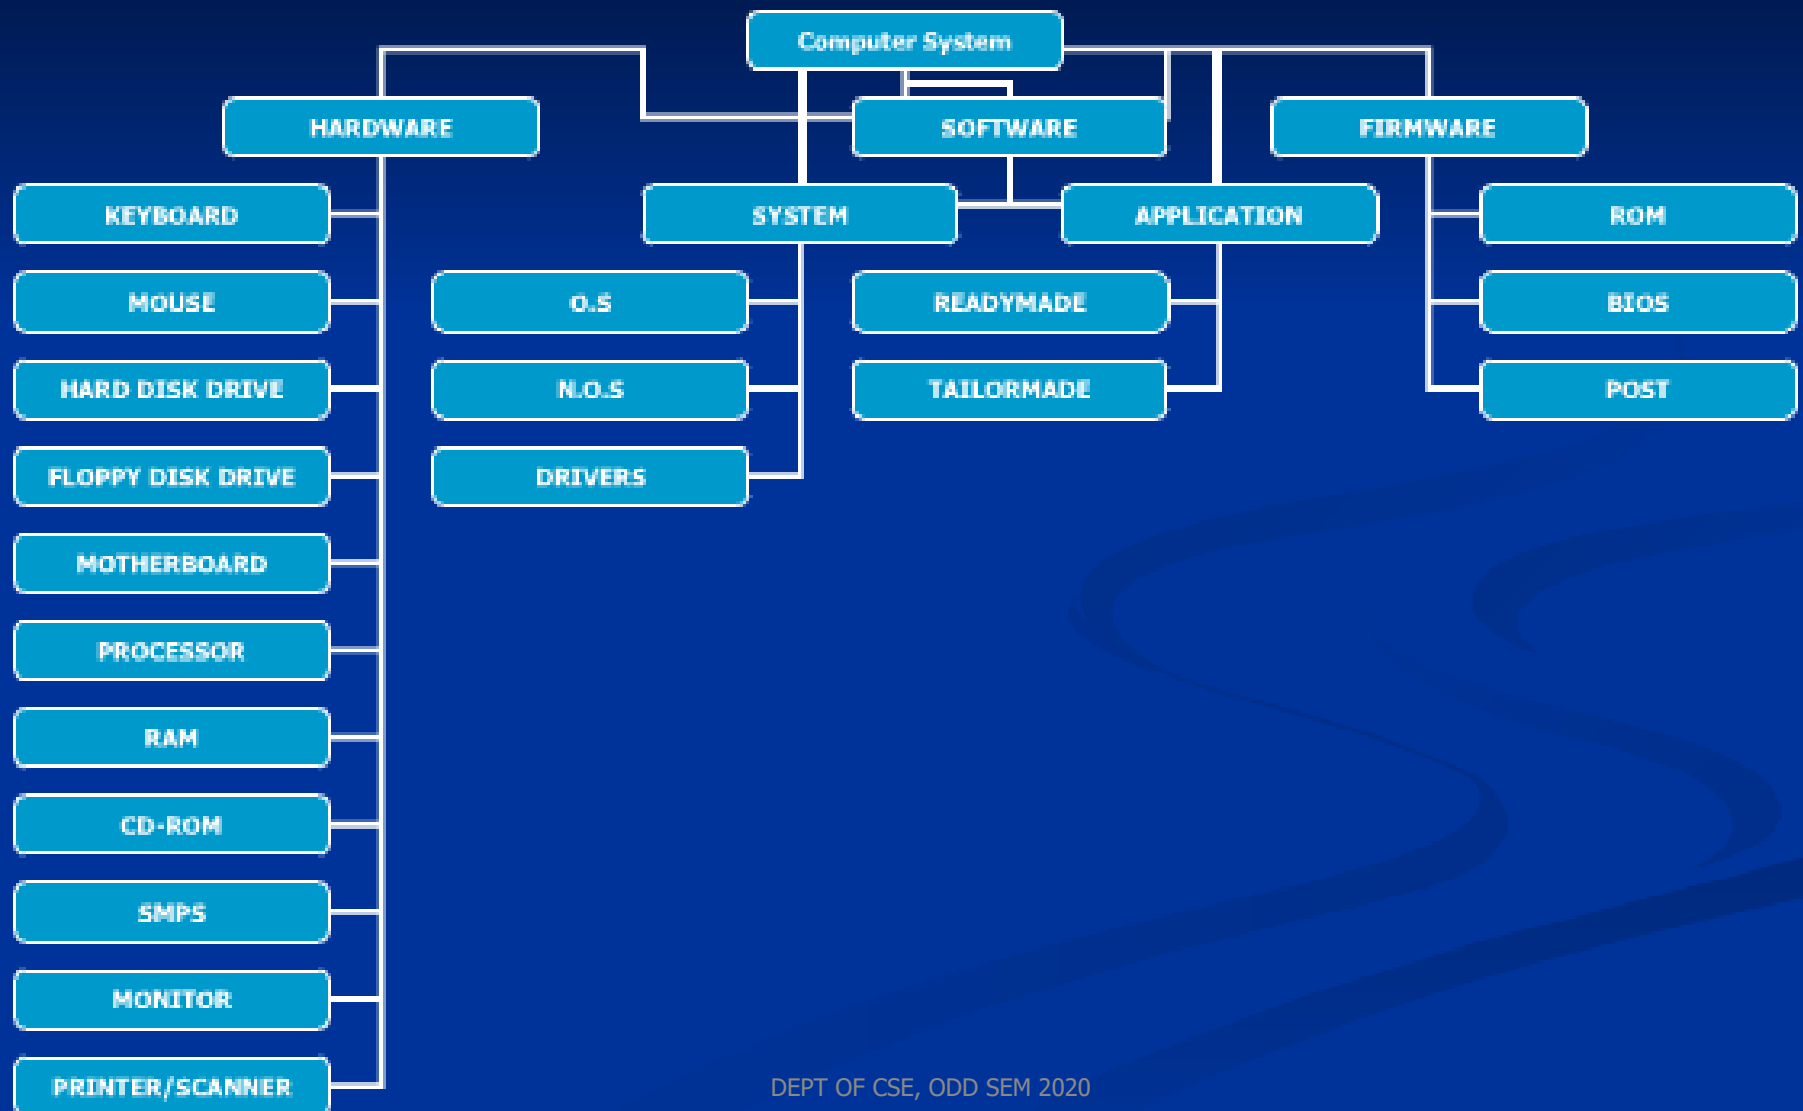 Computer System
HARDWARE
SOFTWARE
FIRMWARE
KEYBOARD
MOUSE
HARD DISK DRIVE
FLOPPY DISK DRIVE
MOTHERBOARD
PROCESSOR
RAM
CD-ROM
SMPS
MONITOR
PRINTER/SCANNER
SYSTEM
O.S
N.O.S
DRIVERS
APPLICATION
READYMADE
TAILORMADE
ROM
BIOS
POST
DEPT OF CSE, ODD SEM 2020